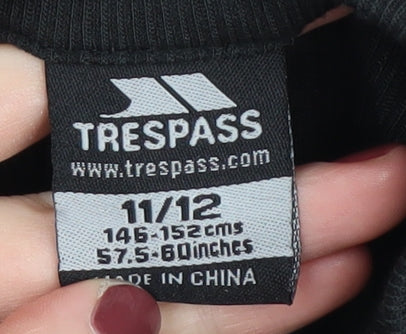 TRESPASS
www.trespass.com
11/12
146-152cms
57.5-60inches
MADE IN CHINA